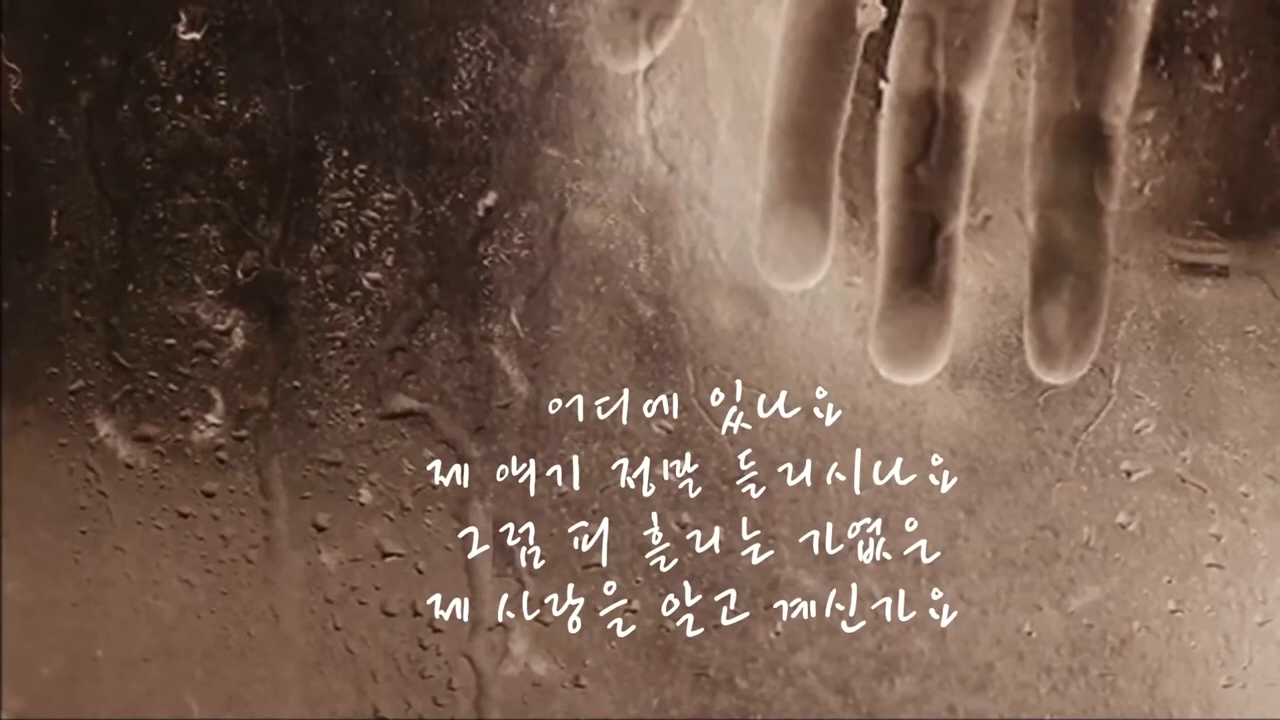 어디에 있나요
제 얘기 정말 들리시나요
그럼 피 흘리는 가엾은
제 사랑을 알고 계신가요